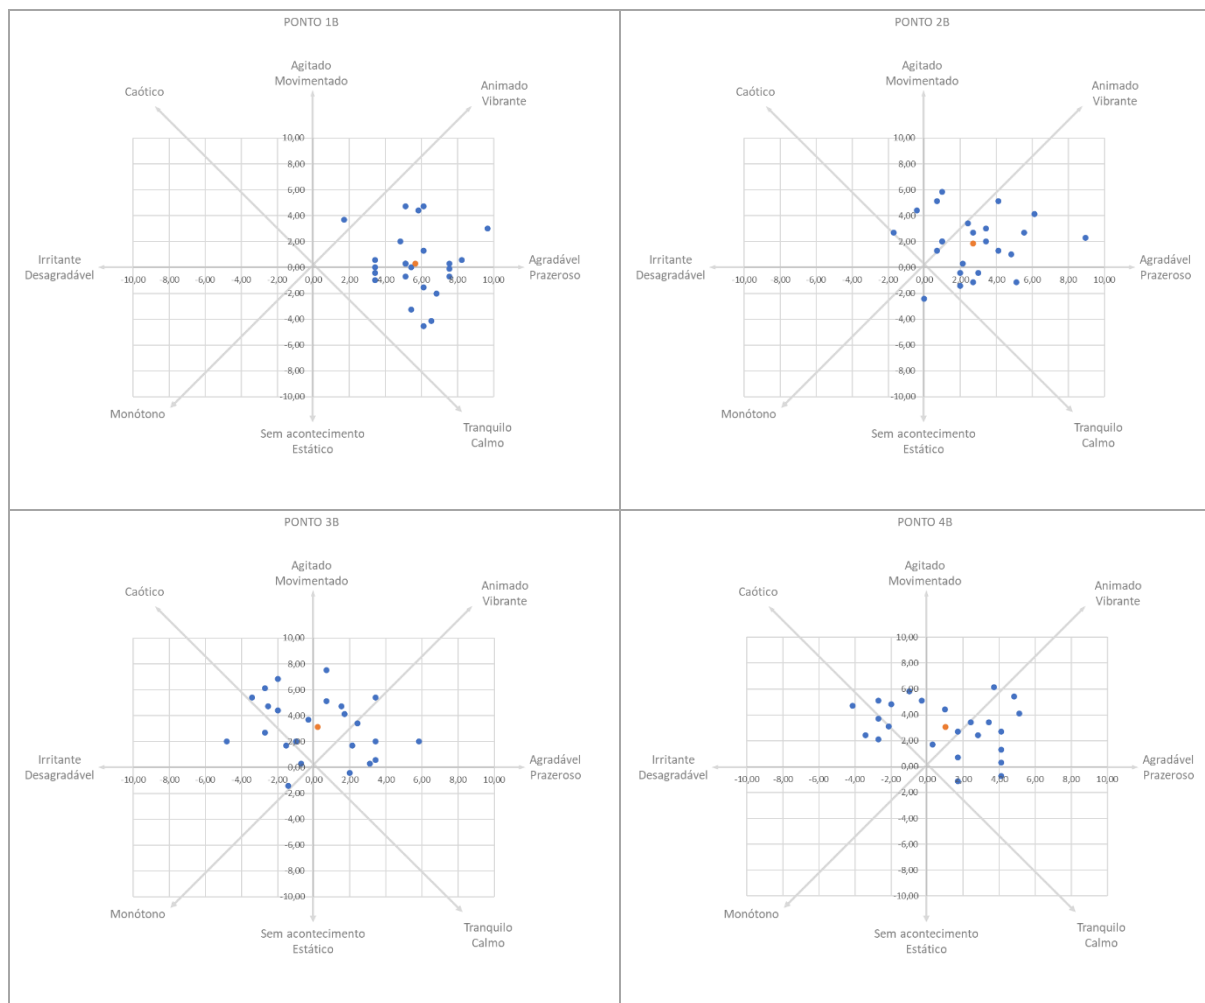 PONTO 1B
Agitado
Movimentado
Caótico
Animado
Vibrante
10,00
8,00
6,00
4,00
2,00
Irritante
Desagradável
0,00
Agradável
Prazeroso
-10,00 -8,00 -6,00 -4,00 -2,00 0,00 2,00 4,00 6,00 8,00 10,00
-2,00
-4,00
-6,00
-8,00
-10,00
Monótono
Sem acontecimento
Estático
Tranquilo
Calmo
PONTO 2B
Agitado
Movimentado
Caótico
Animado
Vibrante
10,00
8,00
6,00
4,00
2,00
Irritante
Desagradável
0,00
Agradável
Prazeroso
-10,00 -8,00 -6,00 -4,00 -2,00 0,00 2,00 4,00 6,00 8,00 10,00
-2,00
-4,00
-6,00
-8,00
-10,00
Monótono
Sem acontecimento
Estático
Tranquilo
Calmo
PONTO 3B
Agitado
Movimentado
Caótico
Animado
Vibrante
10,00
8,00
6,00
4,00
2,00
Irritante
Desagradável
0,00
Agradável
Prazeroso
-10,00 -8,00 -6,00 -4,00 -2,00 0,00 2,00 4,00 6,00 8,00 10,00
-2,00
-4,00
-6,00
-8,00
-10,00
Monótono
Sem acontecimento
Estático
Tranquilo
Calmo
PONTO 4B
Agitado
Movimentado
Caótico
Animado
Vibrante
10,00
8,00
6,00
4,00
2,00
Irritante
Desagradável
0,00
Agradável
Prazeroso
-10,00 -8,00 -6,00 -4,00 -2,00 0,00 2,00 4,00 6,00 8,00 10,00
-2,00
-4,00
-6,00
-8,00
-10,00
Monótono
Sem acontecimento
Estático
Tranquilo
Calmo